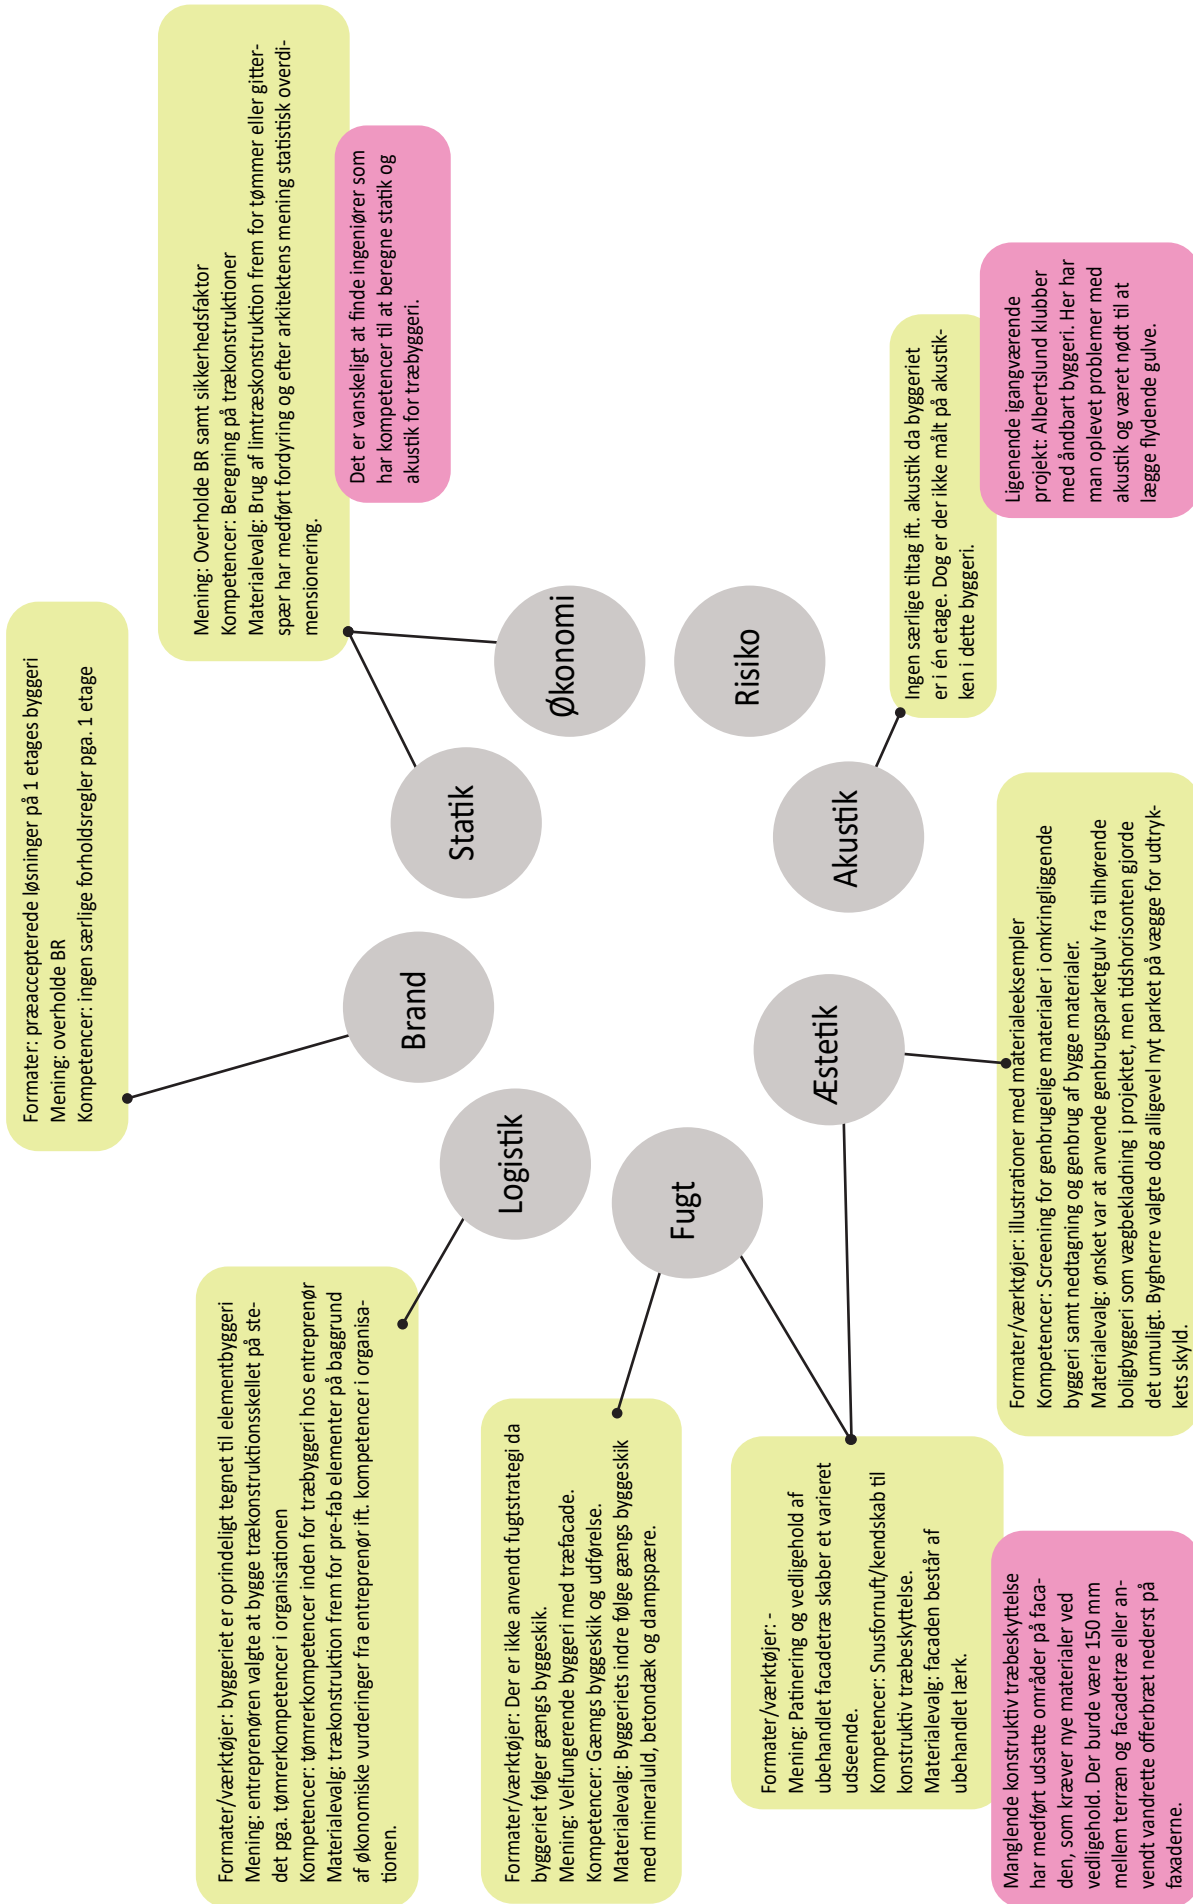 Formater: præaccepterede løsninger på 1 etages byggeri
Mening: overholde BR
Kompetencer: ingen særlige forholdsregler pga. 1 etage
Mening: Overholde BR samt sikkerhedsfaktor
Kompetencer: Beregning på trækonstruktioner
Materialevalg: Brug af limtræskonstruktion frem for tømmer eller gitter-
spær har medført fordyring og efter arkitektens mening statistisk overdi-
mensionering.
Det er vanskeligt at finde ingeniører som
har kompetencer til at beregne statik og
akustik for træbyggeri.
Formater/værktøjer: byggeriet er oprindeligt tegnet til elementbyggeri
Mening: entreprenøren valgte at bygge trækonstruktionsskellet på ste-
det pga. tømrerkompetencer i organisationen
Kompetencer: tømrerkompetencer inden for træbyggeri hos entreprenør
Materialevalg: trækonstruktion frem for pre-fab elementer på baggrund
af økonomiske vurderinger fra entreprenør ift. kompetencer i organisa-
tionen.
Brand
Statik
Økonomi
Logistik
Risiko
Fugt
Akustik
Æstetik
Formater/værktøjer: Der er ikke anvendt fugtstrategi da
byggeriet følger gængs byggeskik.
Mening: Velfungerende byggeri med træfacade.
Kompetencer: Gæmgs byggeskik og udførelse.
Materialevalg: Byggeriets indre følge gængs byggeskik
med mineraluld, betondæk og dampspære.
Formater/værktøjer: -
Mening: Patinering og vedligehold af
ubehandlet facadetræ skaber et varieret
udseende.
Kompetencer: Snusfornuft/kendskab til
konstruktiv træbeskyttelse.
Materialevalg: facaden består af
ubehandlet lærk.
Manglende konstruktiv træbeskyttelse
har medført udsatte områder på faca-
den, som kræver nye materialer ved
vedligehold. Der burde være 150 mm
mellem terræn og facadetræ eller an-
vendt vandrette offerbræt nederst på
faxaderne.
Formater/værktøjer: illustrationer med materialeeksempler
Kompetencer: Screening for genbrugelige materialer i omkringliggende
byggeri samt nedtagning og genbrug af bygge materialer.
Materialevalg: ønsket var at anvende genbrugsparketgulv fra tilhørende
boligbyggeri som vægbekladning i projektet, men tidshorisonten gjorde
det umuligt. Bygherre valgte dog alligevel nyt parket på vægge for udtryk-
kets skyld.
Ingen særlige tiltag ift. akustik da byggeriet
er i én etage. Dog er der ikke målt på akustik-
ken i dette byggeri.
Ligenende igangværende
projekt: Albertslund klubber
med åndbart byggeri. Her har
man oplevet problemer med
akustik og været nødt til at
lægge flydende gulve.